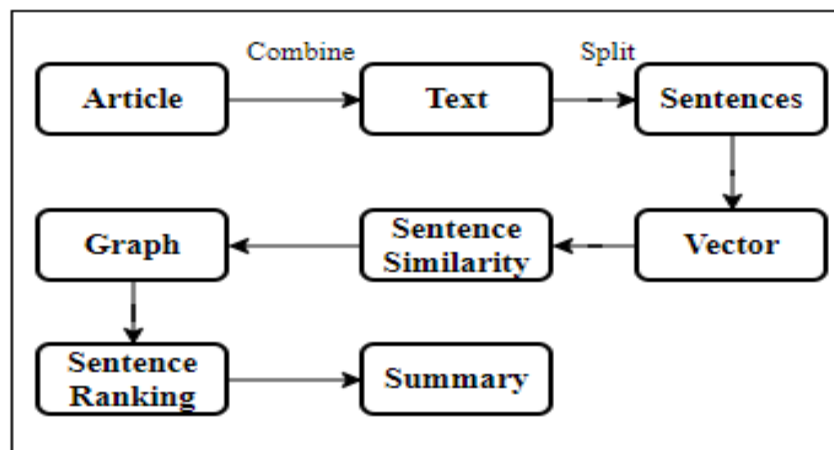 Combine
Split
Article
Text
Sentences
Graph
Sentence
Similarity
Vector
Sentence
Ranking
Summary